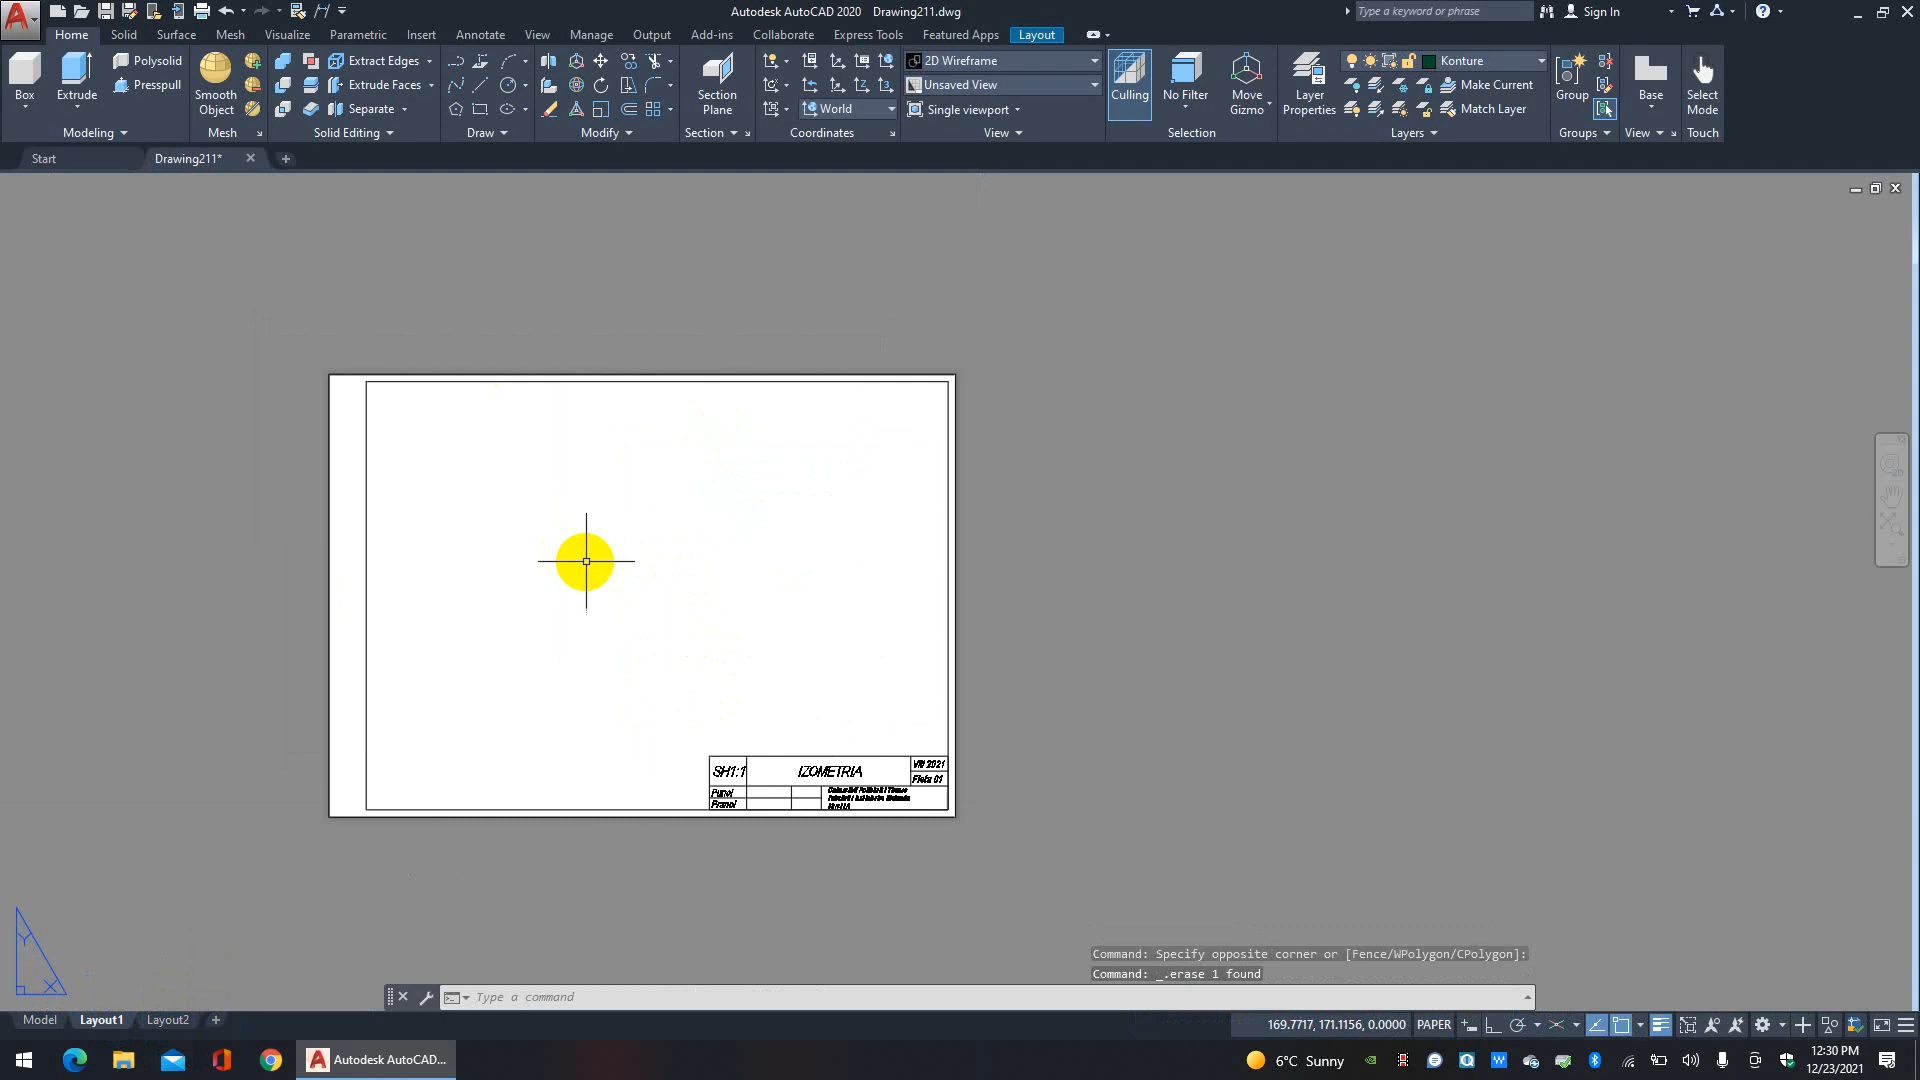 Autodesk AutoCAD 2020 Drawing211.dwg
Type a keyword or phrase
Sign In
Home Solid Surface Mesh Visualize Parametric Insert Annotate View Manage Output Add-ins Collaborate Express Tools Featured Apps Layout
Box
Extrude
Polysolid
Presspull
Modeling
Smooth
Object
Mesh
Extract Edges
Extrude Faces
Separate
Solid Editing
Draw
Modify
Section
Plane
Section
World
Coordinates
2D Wireframe
Unsaved View
Single viewport
View
Culling
No Filter
Move
Gizmo
Selection
Layer
Properties
Konture
Make Current
Match Layer
Layers
Group
Groups
Base
View
Select
Mode
Touch
Start
Drawing211*
SH1:1
IZOMETRIA
VM 2021
Fleta 01
Punoi
Pranoi
Y
X
Command: Specify opposite corner or [Fence/WPolygon/CPolygon]:
Command: _.erase 1 found
Type a command
Model Layout1 Layout2
169.7717, 171.1156, 0.0000 PAPER
Autodesk AutoCAD...
6°C Sunny
12:30 PM
12/23/2021